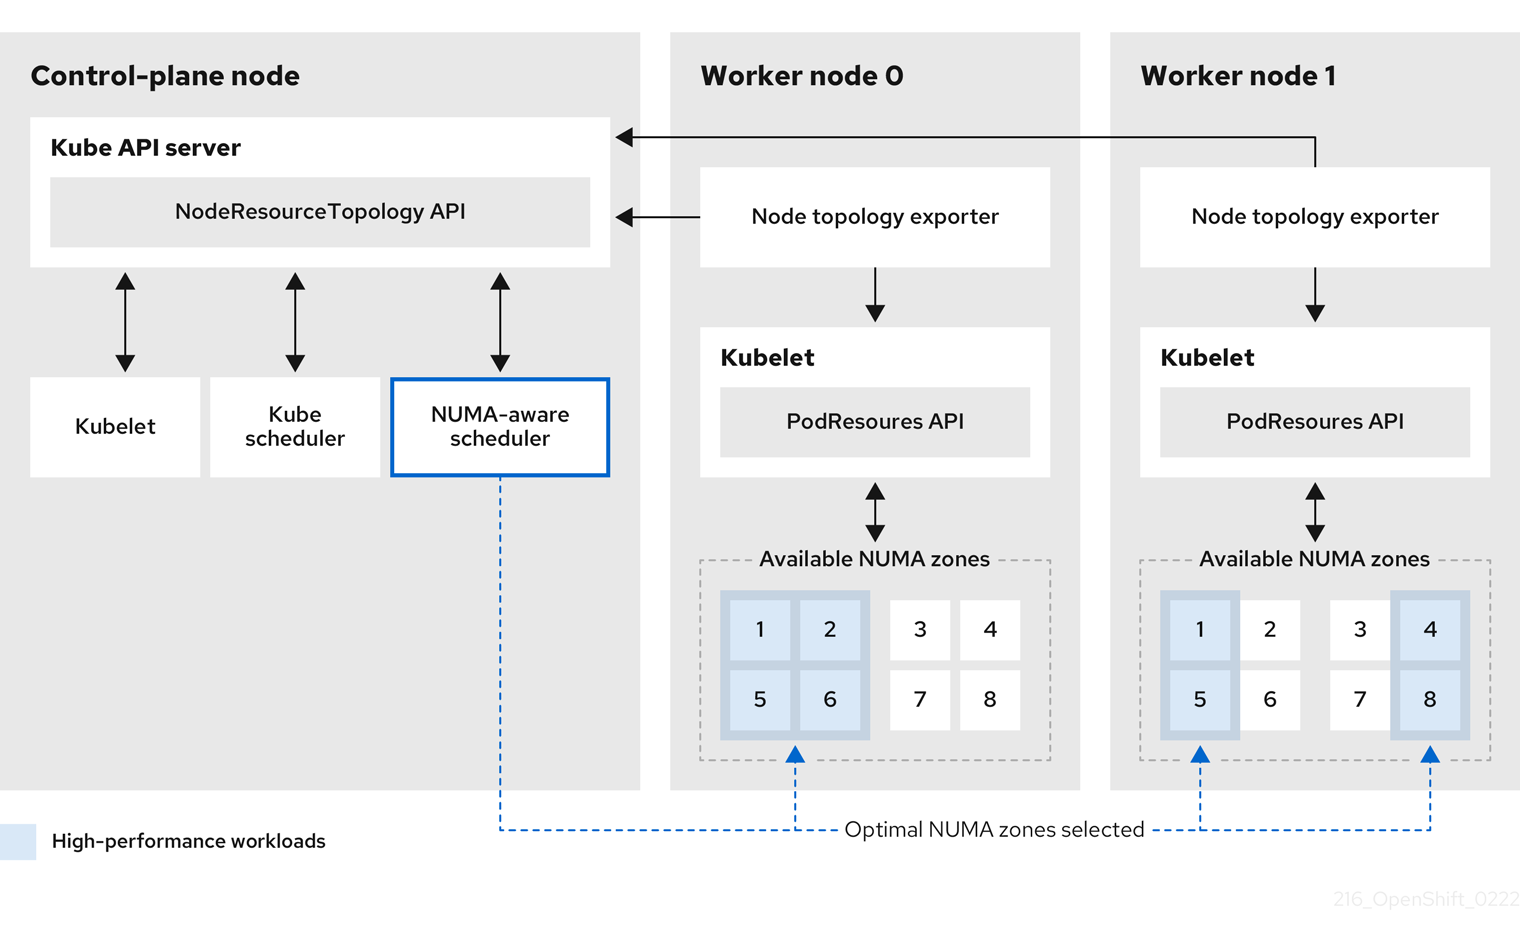 Control-plane node
Kube API server
NodeResourceTopology API
Kubelet
Kube
scheduler
NUMA-aware
scheduler
Worker node 0
Node topology exporter
Kubelet
PodResoures API
Available NUMA zones
1 2 3 4
5 6 7 8
Worker node 1
Node topology exporter
Kubelet
PodResoures API
Available NUMA zones
1 2 3 4
5 6 7 8
Optimal NUMA zones selected
High-performance workloads
216_OpenShift_0222